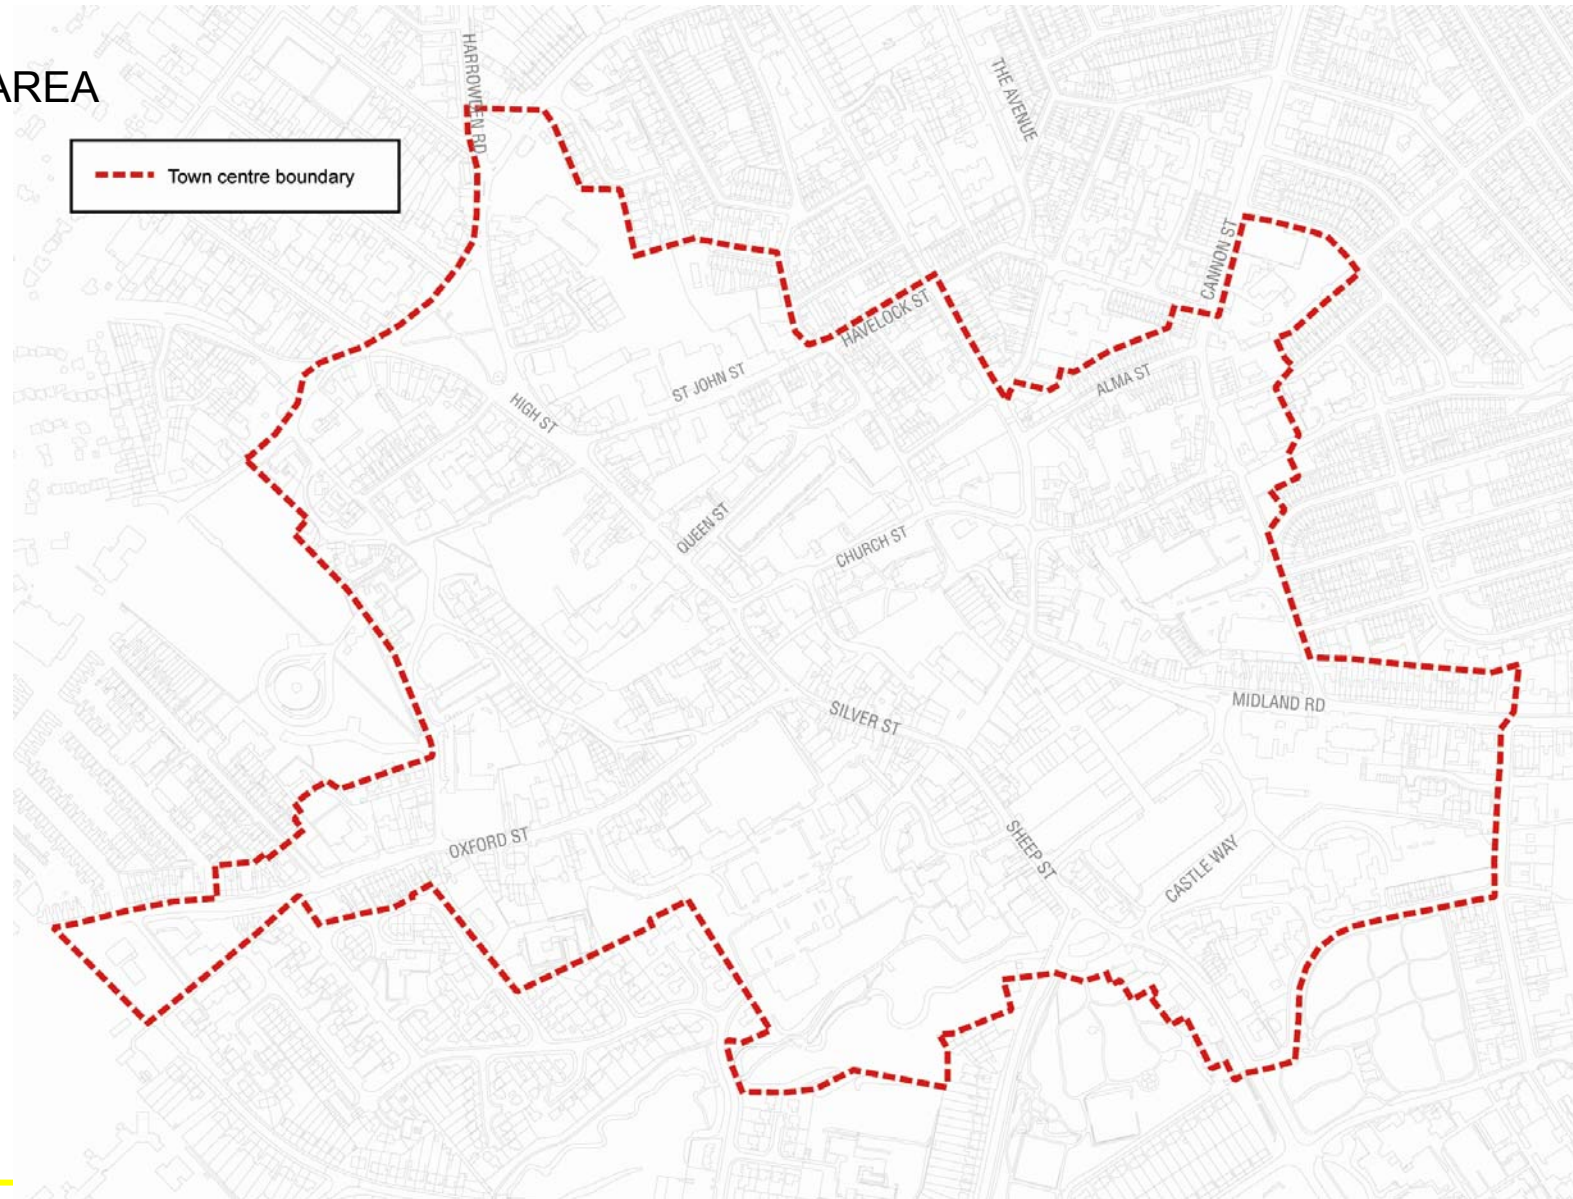 AREA
Town centre boundary
HARROWDEN RD
THE AVENUE
CANNON ST
HAVELOCK ST
ST JOHN ST
ALMA ST
HIGH ST
QUEEN ST
CHURCH ST
MIDLAND RD
SILVER ST
OXFORD ST
SHEEP ST
CASTLE WAY